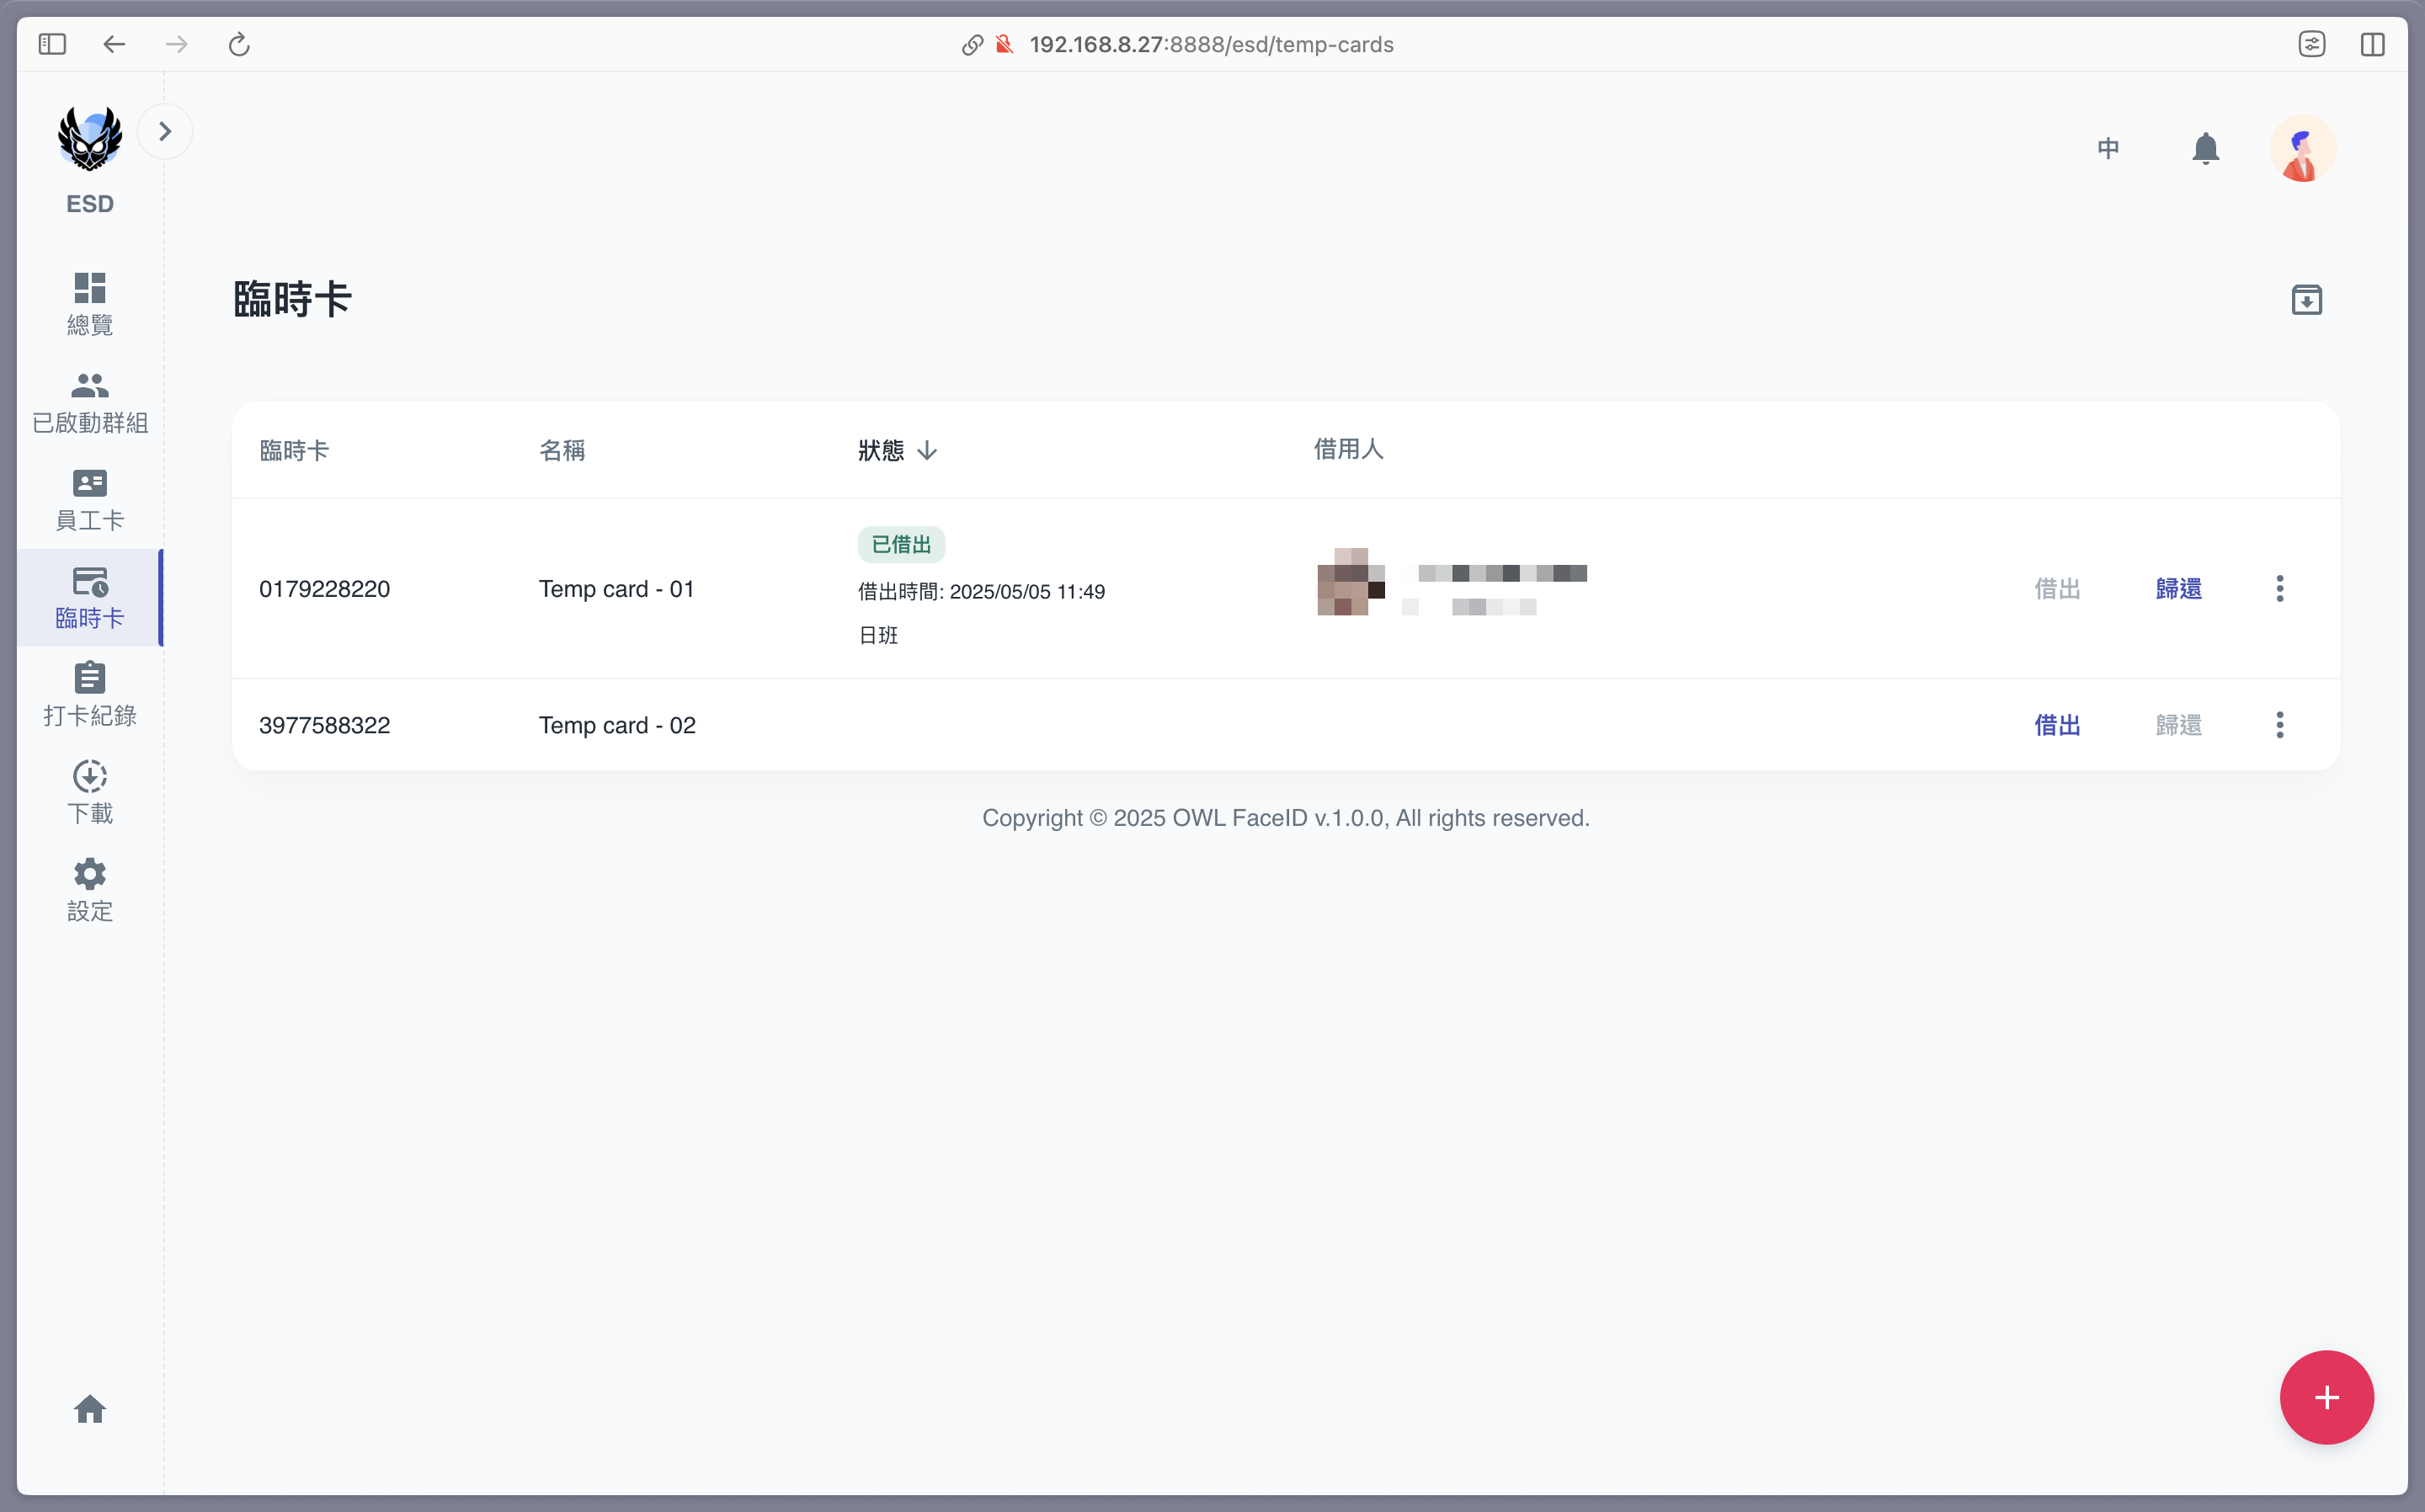 192.168.8.27:8888/esd/temp-cards
ESD
中
總覽
已啟動群組
員工卡
臨時卡
打卡紀錄
下載
設定
臨時卡
臨時卡 名稱 狀態 借用人
已借出
0179228220 Temp card - 01 借出時間: 2025/05/05 11:49 借出 歸還
日班
3977588322 Temp card - 02 借出 歸還
Copyright © 2025 OWL FaceID v.1.0.0, All rights reserved.